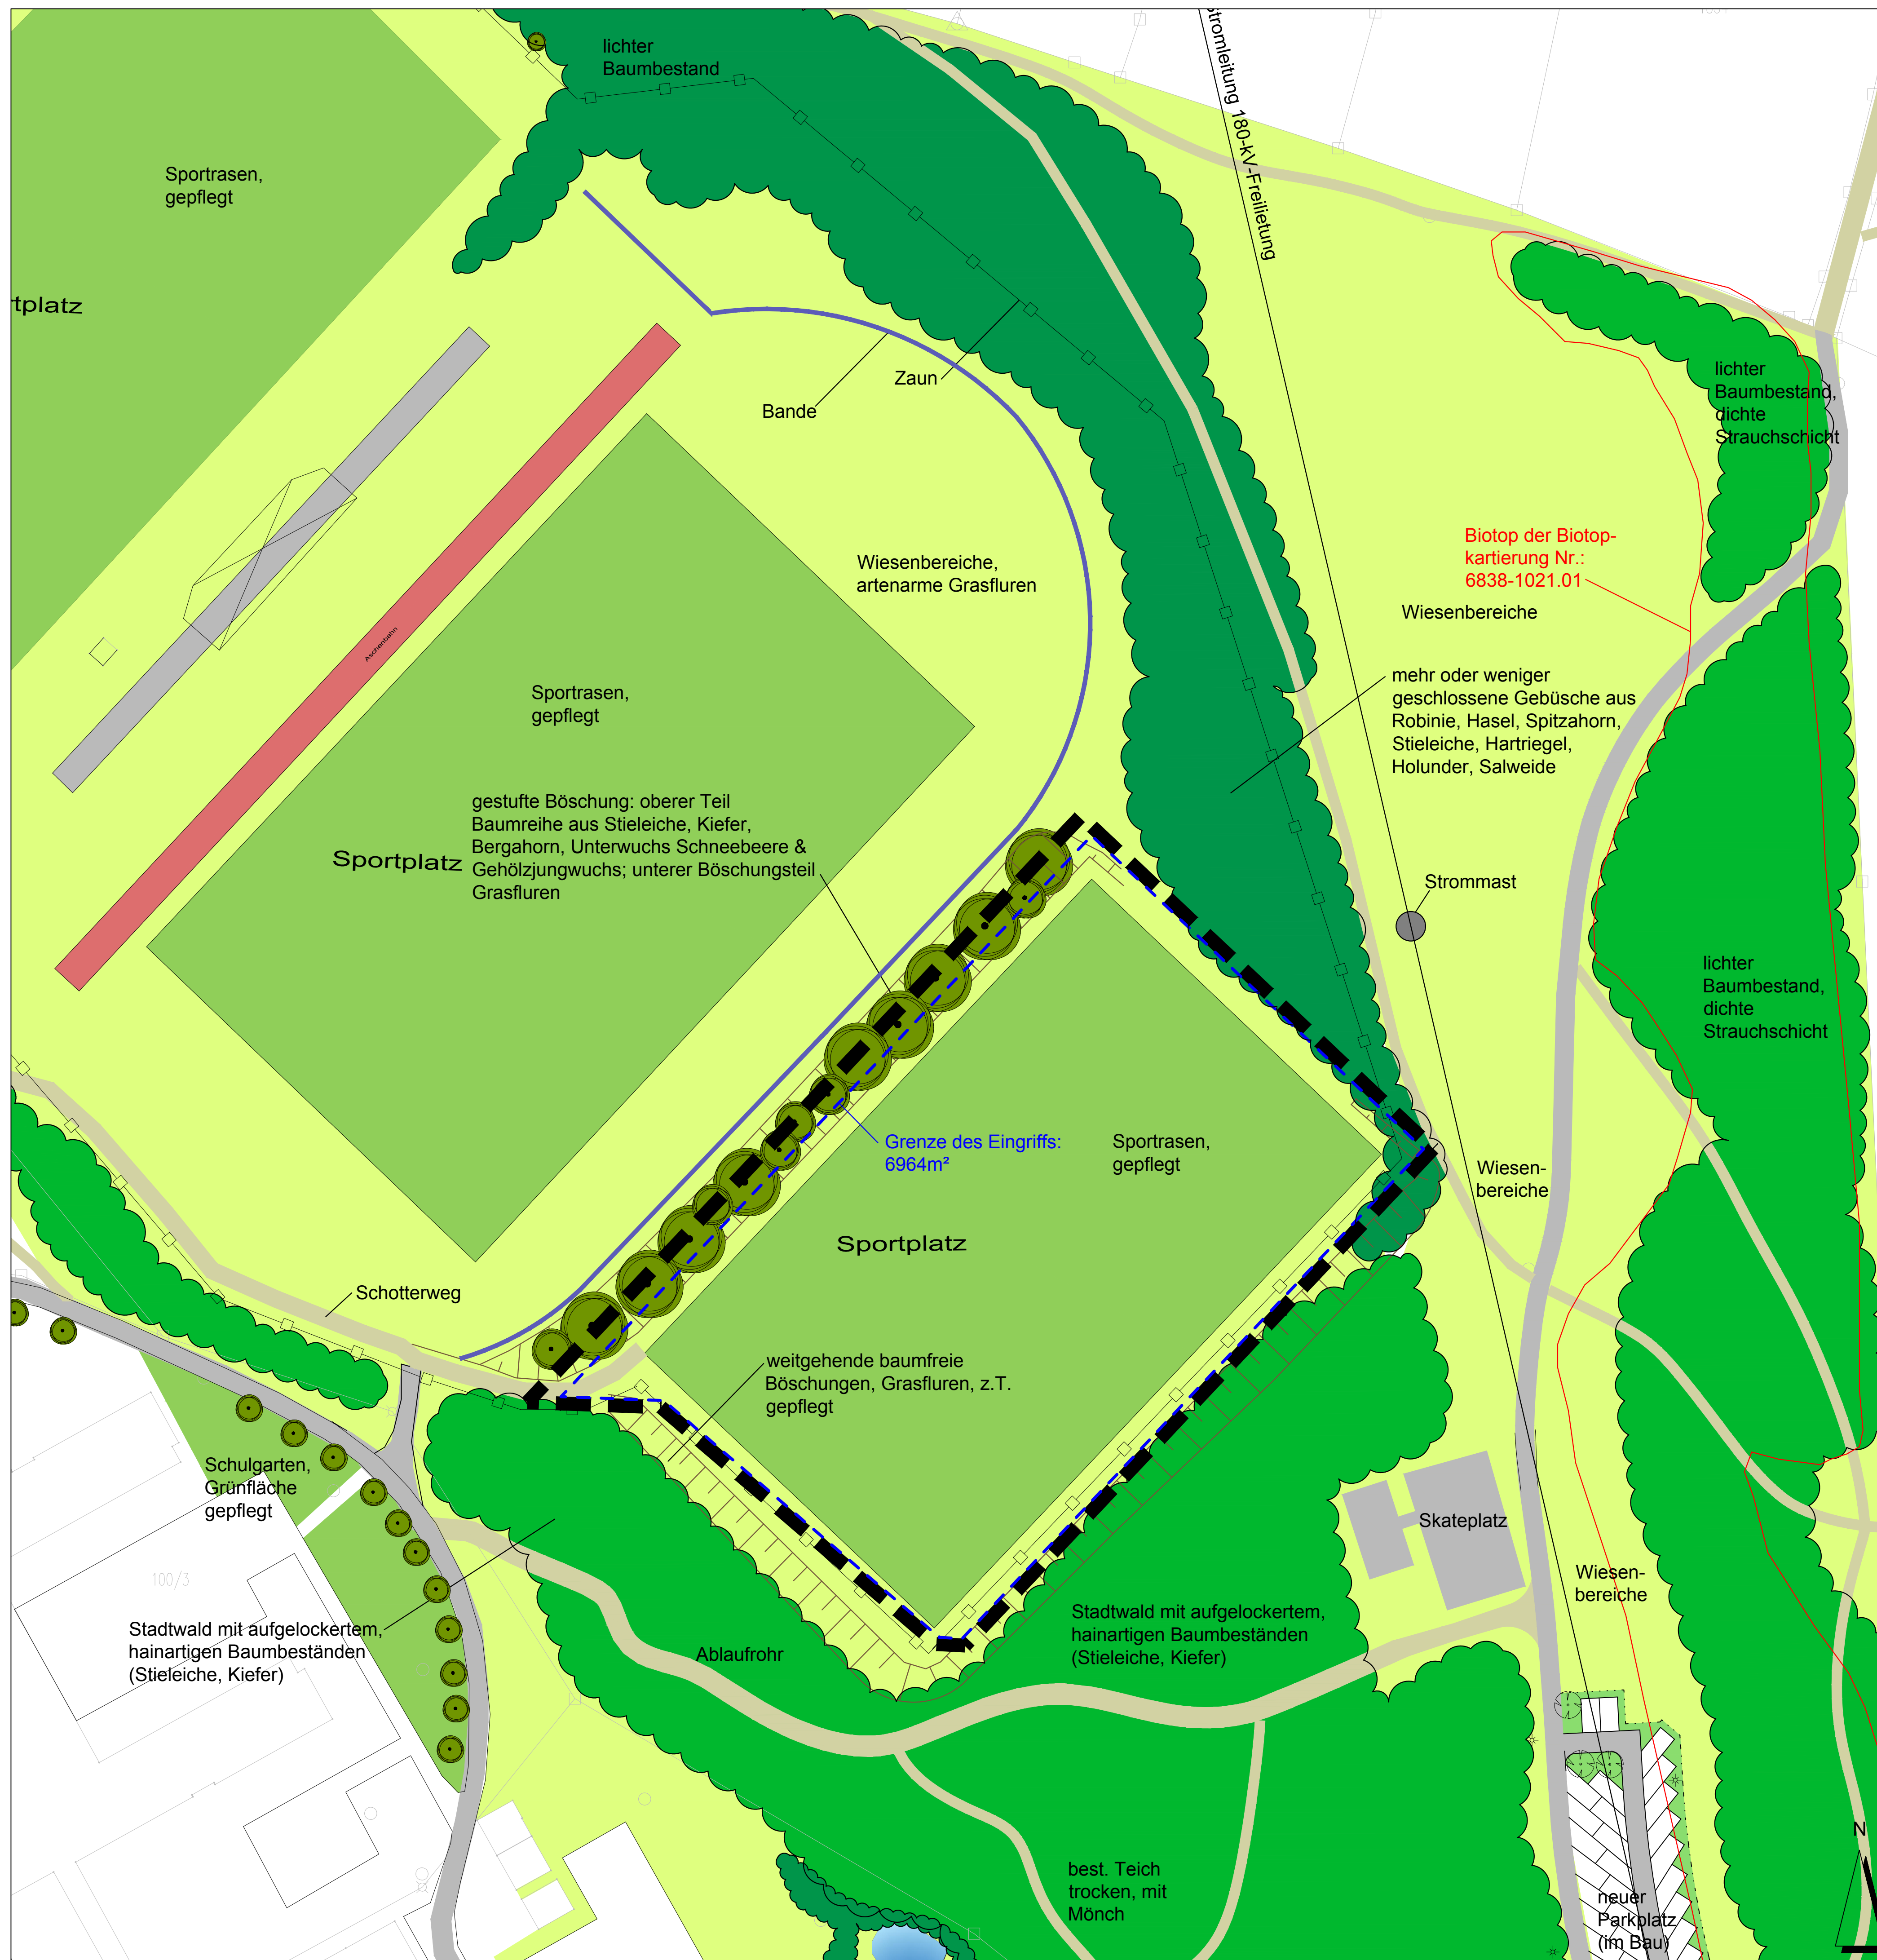 lichter
Baumbestand
Stromleitung 180-kV-Freilietung
Sportrasen,
gepflegt
rtplatz
Zaun
Bande
lichter
Baumbestand,
dichte
Strauchschicht
Biotop der Biotop-
kartierung Nr.:
6838-1021.01
Wiesenbereiche,
artenarme Grasfluren
Wiesenbereiche
Aschenbahn
Sportrasen,
gepflegt
mehr oder weniger
geschlossene Gebüsche aus
Robinie, Hasel, Spitzahorn,
Stieleiche, Hartriegel,
Holunder, Salweide
gestufte Böschung: oberer Teil
Baumreihe aus Stieleiche, Kiefer,
Bergahorn, Unterwuchs Schneebeere &
Gehölzjungwuchs; unterer Böschungsteil
Grasfluren
Sportplatz
Strommast
lichter
Baumbestand,
dichte
Strauchschicht
Grenze des Eingriffs:
6964m²
Sportrasen,
gepflegt
Wiesen-
bereiche
Sportplatz
Schotterweg
weitgehende baumfreie
Böschungen, Grasfluren, z.T.
gepflegt
Schulgarten,
Grünfläche
gepflegt
Skateplatz
100/3
Wiesen-
bereiche
Stadtwald mit aufgelockertem,
hainartigen Baumbeständen
(Stieleiche, Kiefer)
Stadtwald mit aufgelockertem,
hainartigen Baumbeständen
(Stieleiche, Kiefer)
Ablaufrohr
best. Teich
trocken, mit
Mönch
N
neuer
Parkplatz
(im Bau)